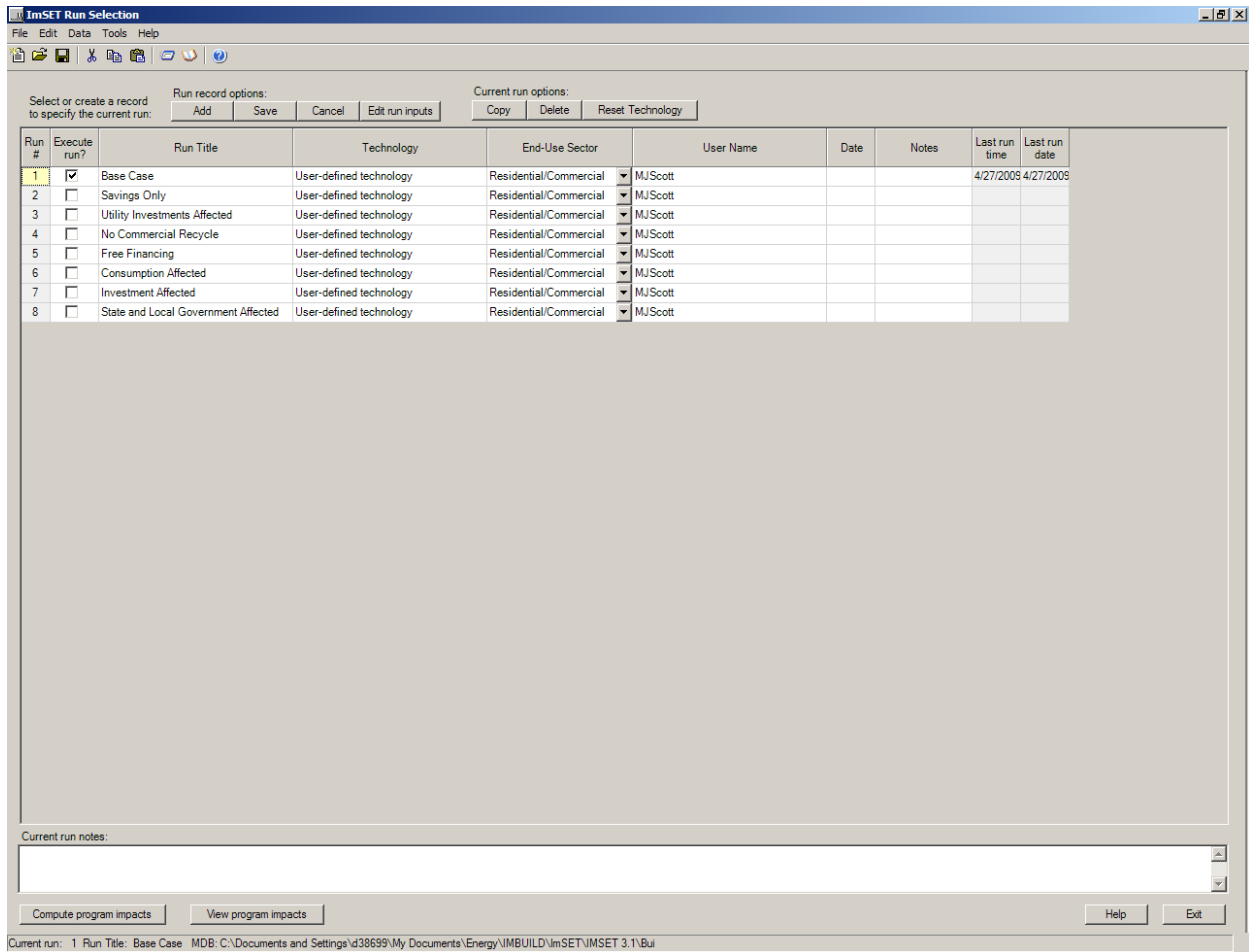 ImSET Run Selection
File Edit Data Tools Help
Select or create a record
to specify the current run:
Run record options:
Add Save Cancel Edit run inputs
Current run options:
Copy Delete Reset Technology
Run # Execute run? Run Title Technology End-Use Sector User Name Date Notes Last run time Last run date
1 Base Case User-defined technology Residential/Commercial MJScott 4/27/2009 4/27/2009
2 Savings Only User-defined technology Residential/Commercial MJScott
3 Utility Investments Affected User-defined technology Residential/Commercial MJScott
4 No Commercial Recycle User-defined technology Residential/Commercial MJScott
5 Free Financing User-defined technology Residential/Commercial MJScott
6 Consumption Affected User-defined technology Residential/Commercial MJScott
7 Investment Affected User-defined technology Residential/Commercial MJScott
8 State and Local Government Affected User-defined technology Residential/Commercial MJScott
Current run notes:
Compute program impacts View program impacts Help Exit
Current run: 1 Run Title: Base Case MDB: C:\Documents and Settings\d38699\My Documents\Energy\IMBUILD\ImSET\IMSET 3.1\Bui